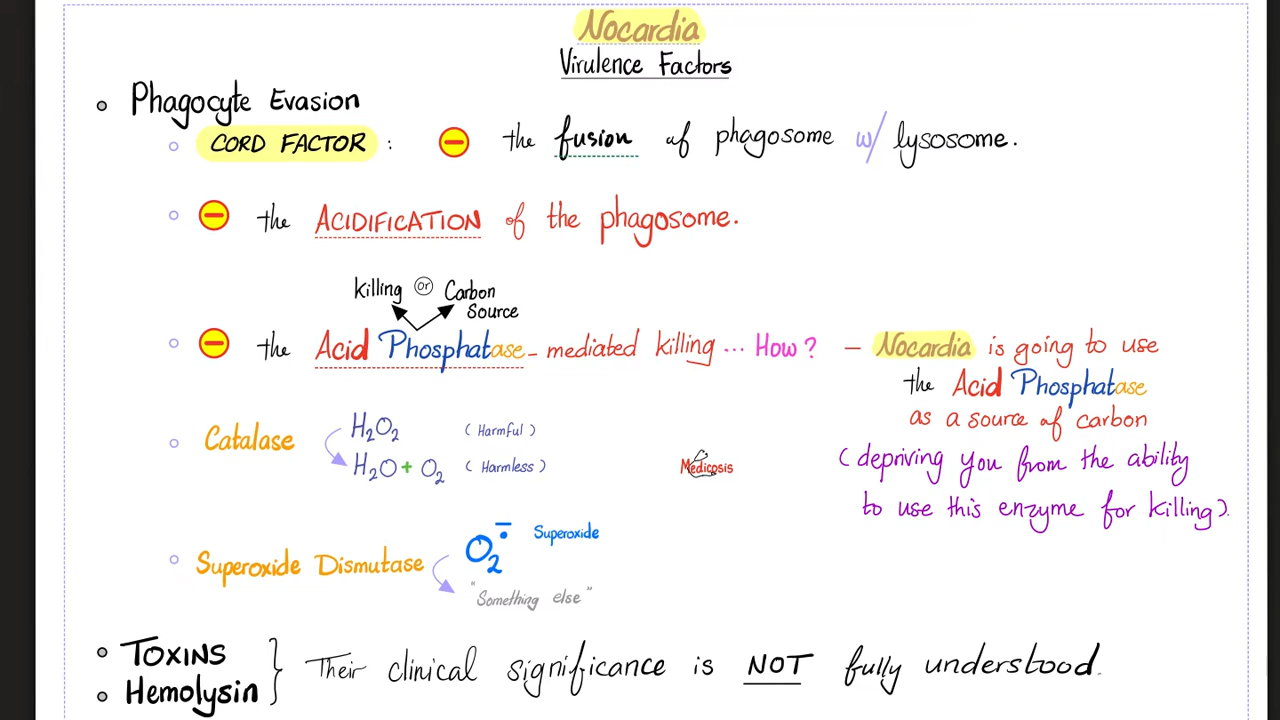 Nocardia
Virulence Factors
Phagocyte Evasion
CORD FACTOR : the fusion of phagosome w/ lysosome.
the ACIDIFICATION of the phagosome.
Killing or Carbon Source
the Acid Phosphatase - mediated killing ... How? — Nocardia is going to use
the Acid Phosphatase
as a source of carbon
(depriving you from the ability
to use this enzyme for killing).
Catalase H2O2 (Harmful)
H2O + O2 (Harmless)
Medicosis
Superoxide Dismutase O2 Superoxide
"Something else"
TOXINS
Hemolysin
Their clinical significance is NOT fully understood.